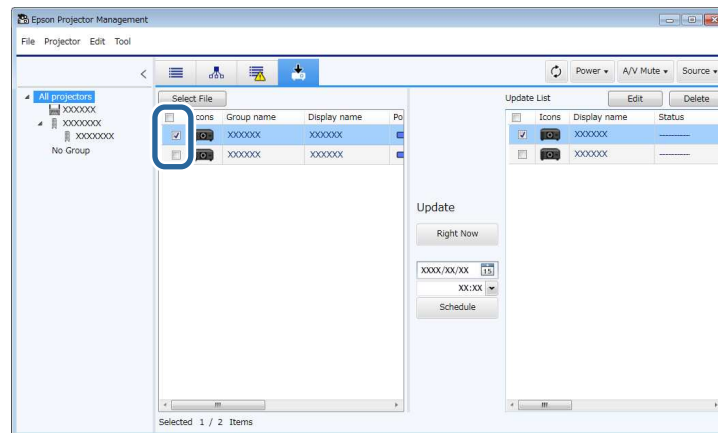 Epson Projector Management
File Projector Edit Tool
Power A/V Mute Source
All projectors
XXXXXX
XXXXXXX
XXXXXXX
No Group
Select File
Icons Group name Display name Po
XXXXXX XXXXXX
XXXXXX XXXXXX
Update
Right Now
XXXX/XX/XX 15
XX:XX
Schedule
Update List Edit Delete
Icons Display name Status
XXXXXX ----------
XXXXXX ----------
Selected 1 / 2 Items